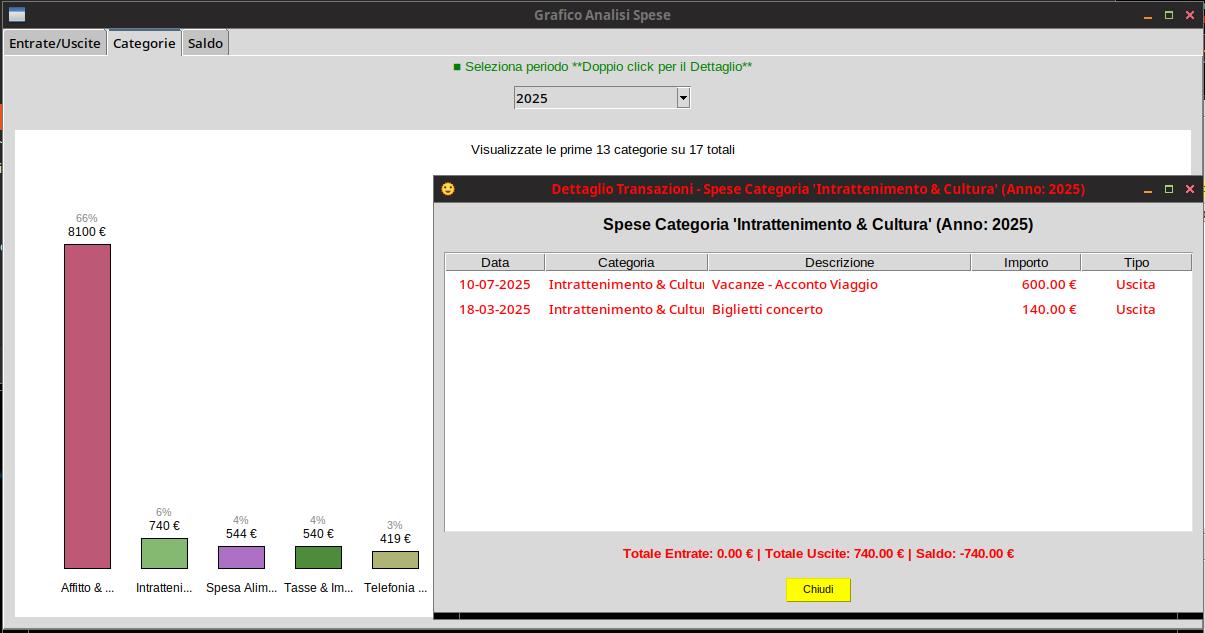 Grafico Analisi Spese
Entrate/Uscite Categorie Saldo
■ Seleziona periodo **Doppio click per il Dettaglio**
2025
Visualizzate le prime 13 categorie su 17 totali
66%
8100 €
6%
740 €
4%
544 €
4%
540 €
3%
419 €
Affitto & ... Intratteni... Spesa Alim... Tasse & Im... Telefonia ...
Dettaglio Transazioni - Spese Categoria 'Intrattenimento & Cultura' (Anno: 2025)
Spese Categoria 'Intrattenimento & Cultura' (Anno: 2025)
Data Categoria Descrizione Importo Tipo
10-07-2025 Intrattenimento & Cultur Vacanze - Acconto Viaggio 600.00 € Uscita
18-03-2025 Intrattenimento & Cultur Biglietti concerto 140.00 € Uscita
Totale Entrate: 0.00 € | Totale Uscite: 740.00 € | Saldo: -740.00 €
Chiudi